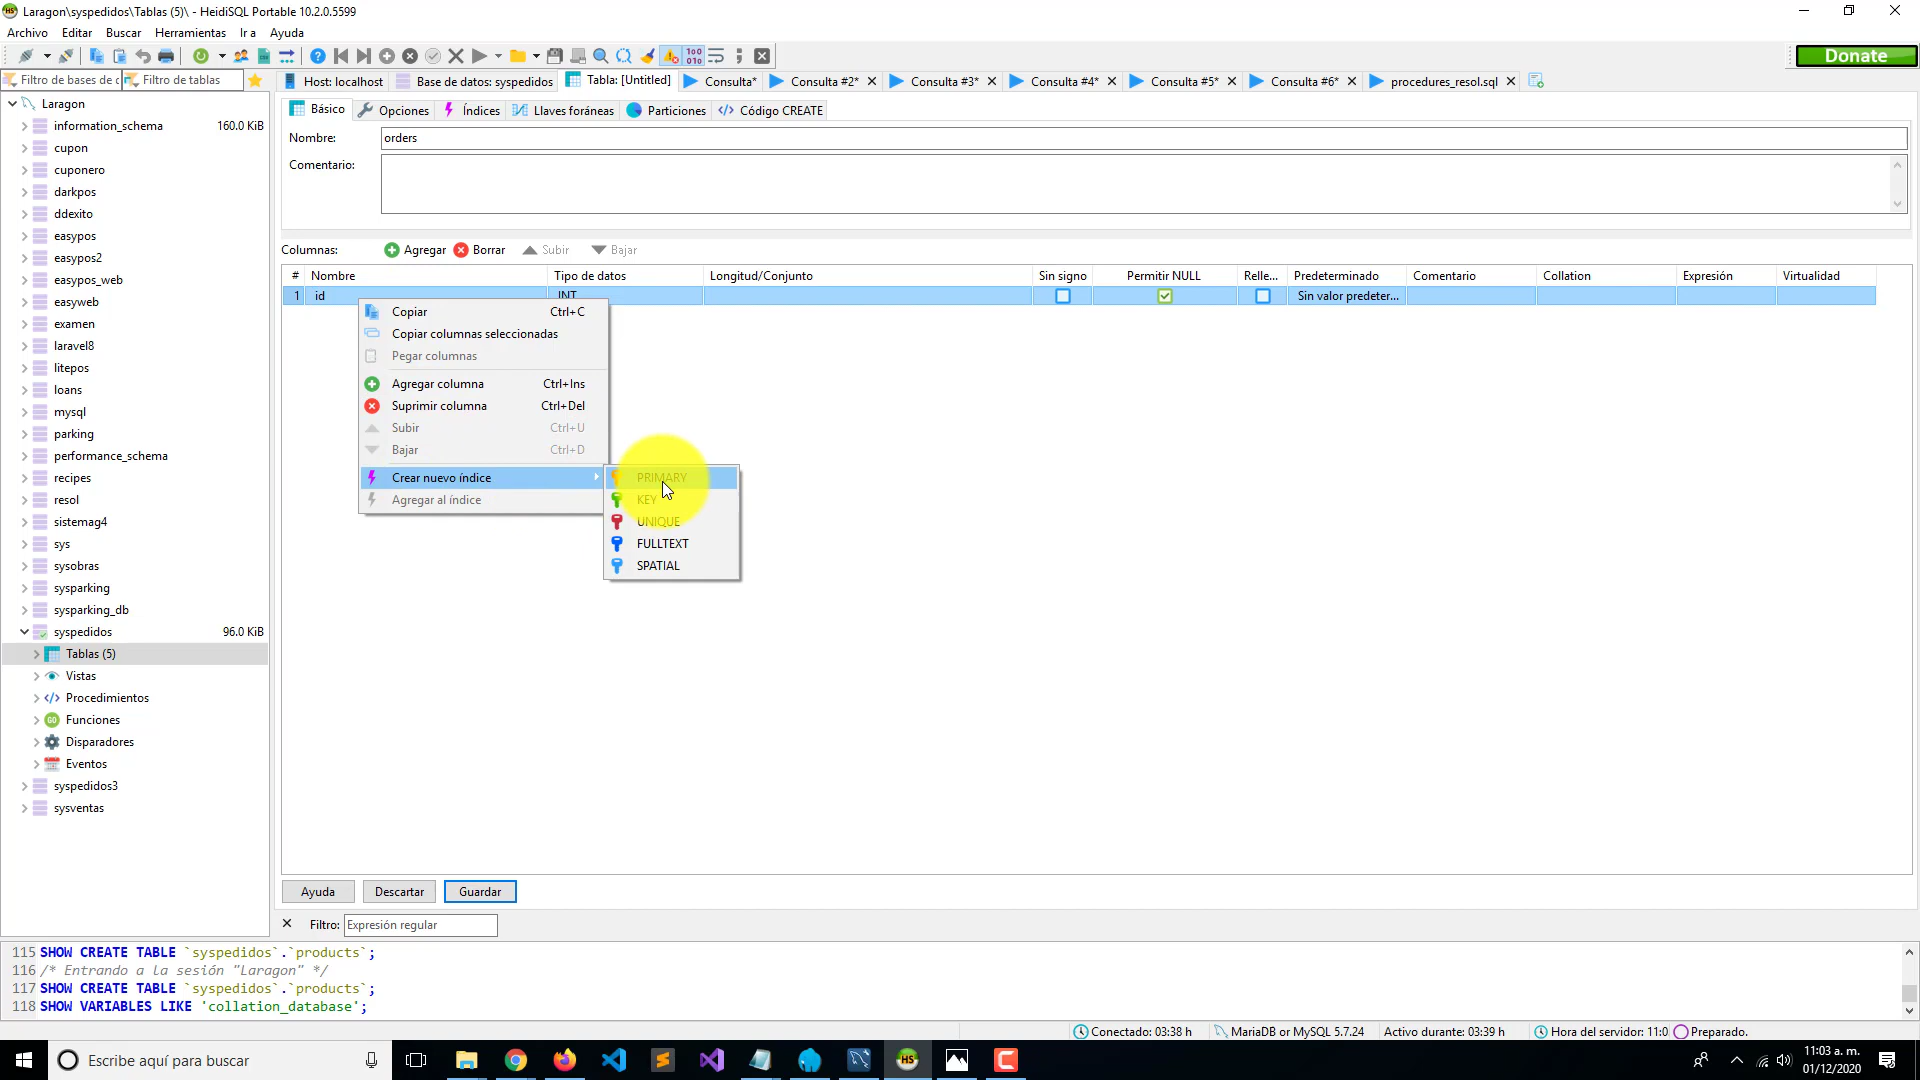 Laragon\syspedidos\Tablas (5)\ - HeidiSQL Portable 10.2.0.5599
Archivo Editar Buscar Herramientas Ir a Ayuda
Donate
Filtro de bases de c Filtro de tablas
Host: localhost Base de datos: syspedidos Tabla: [Untitled] Consulta* Consulta #2* Consulta #3* Consulta #4* Consulta #5* Consulta #6* procedures_resol.sql
Básico Opciones Índices Llaves foráneas Particiones Código CREATE
Nombre: orders
Comentario:
Columnas: Agregar Borrar Subir Bajar
# Nombre Tipo de datos Longitud/Conjunto Sin signo Permitir NULL Relle... Predeterminado Comentario Collation Expresión Virtualidad
1 id INT Sin valor predeter...
Copiar Ctrl+C
Copiar columnas seleccionadas
Pegar columnas
Agregar columna Ctrl+Ins
Suprimir columna Ctrl+Del
Subir Ctrl+U
Bajar Ctrl+D
Crear nuevo índice
Agregar al índice
PRIMARY
KEY
UNIQUE
FULLTEXT
SPATIAL
Laragon
information_schema 160.0 KiB
cupon
cuponero
darkpos
ddexito
easypos
easypos2
easypos_web
easyweb
examen
laravel8
litepos
loans
mysql
parking
performance_schema
recipes
resol
sistemag4
sys
sysobras
sysparking
sysparking_db
syspedidos 96.0 KiB
Tablas (5)
Vistas
Procedimientos
Funciones
Disparadores
Eventos
syspedidos3
sysventas
Ayuda Descartar Guardar
Filtro: Expresión regular
115 SHOW CREATE TABLE `syspedidos`.`products`;
116 /* Entrando a la sesión "Laragon" */
117 SHOW CREATE TABLE `syspedidos`.`products`;
118 SHOW VARIABLES LIKE 'collation_database';
Conectado: 03:38 h MariaDB or MySQL 5.7.24 Activo durante: 03:39 h Hora del servidor: 11:0 Preparado.
Escribe aquí para buscar
11:03 a. m.
01/12/2020